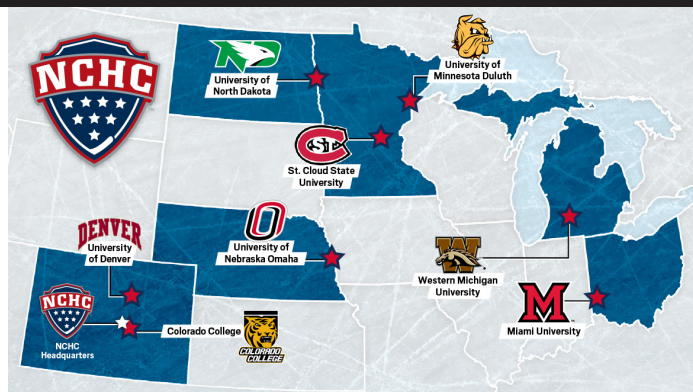 NCHC
University of
North Dakota
University of
Minnesota Duluth
STC
St. Cloud State
University
DENVER
University
of Denver
O
University of
Nebraska Omaha
W
Western Michigan
University
M
Miami University
NCHC
NCHC
Headquarters
Colorado College
COLORADO
COLLEGE